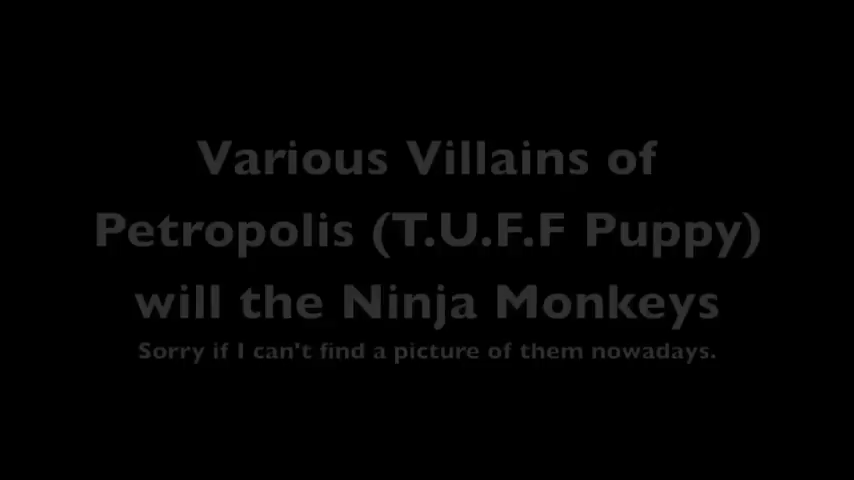 Various Villains of
Petropolis (T.U.F.F Puppy)
will the Ninja Monkeys
Sorry if I can't find a picture of them nowadays.